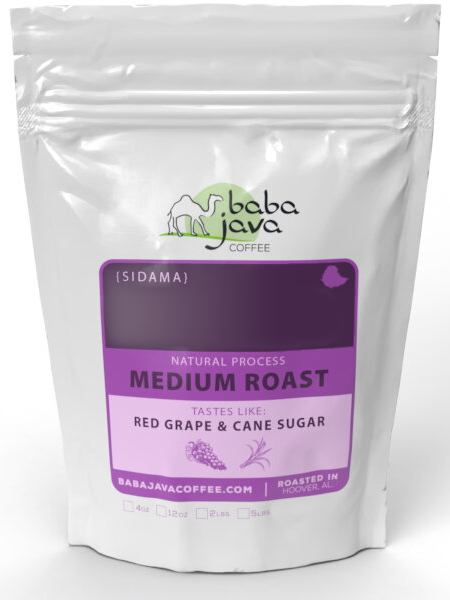 baba
java
COFFEE
{SIDAMA}
NATURAL PROCESS
MEDIUM ROAST
TASTES LIKE:
RED GRAPE & CANE SUGAR
BABAJAVACOFFEE.COM | ROASTED IN
HOOVER, AL.
4OZ 12OZ 2LBS 5LBS